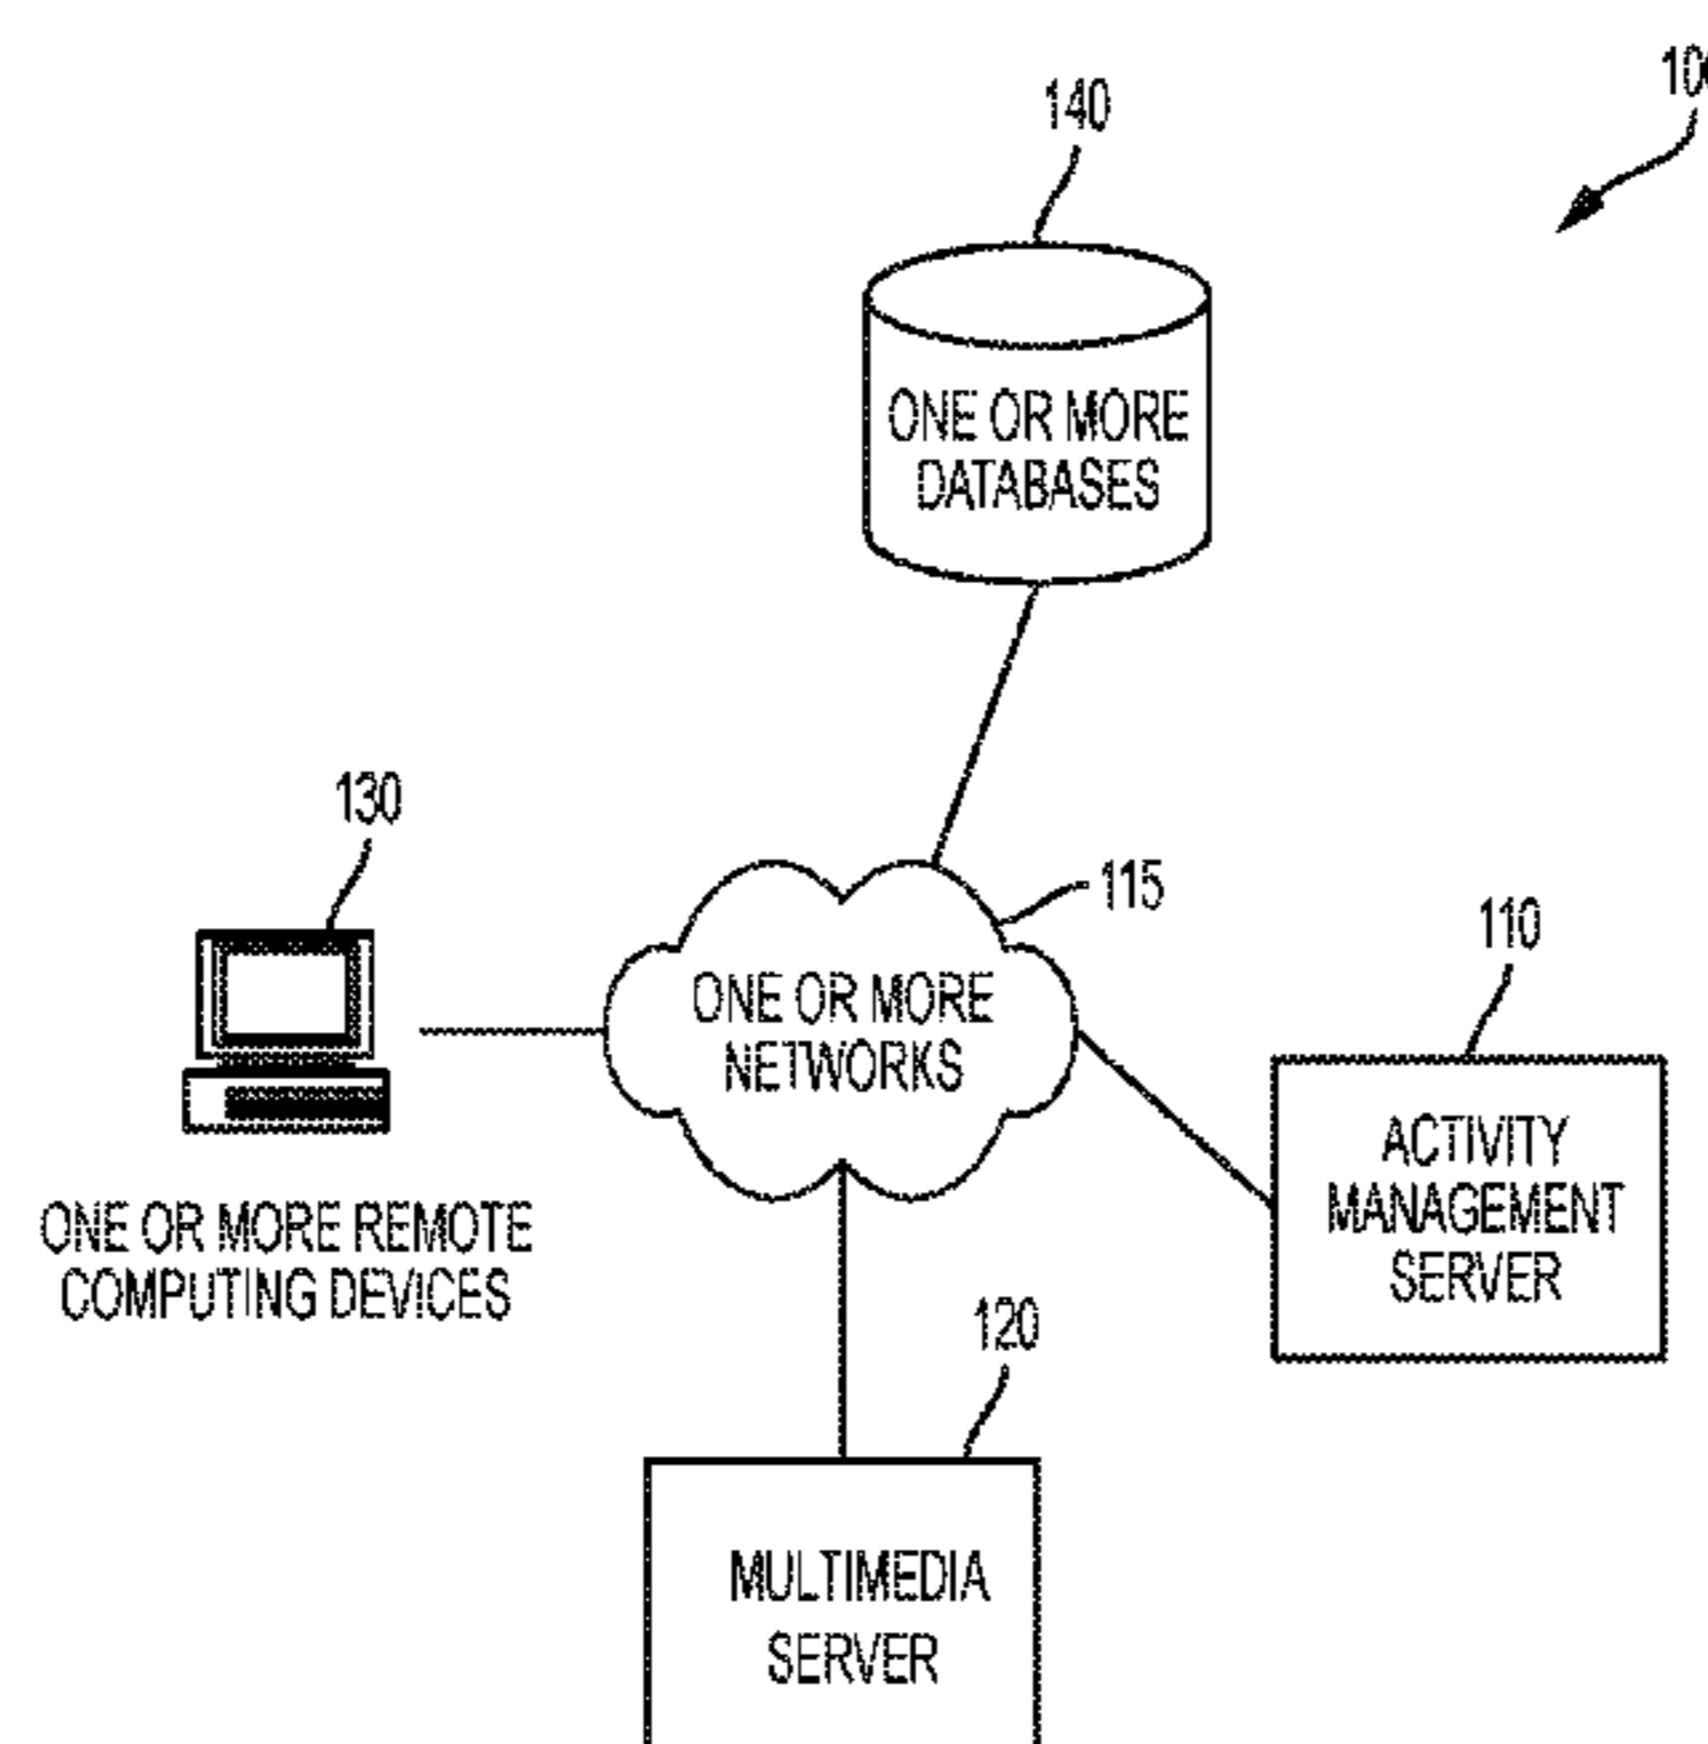 140
ONE OR MORE
DATABASES
130
115
ONE OR MORE
NETWORKS
110
ACTIVITY
MANAGEMENT
SERVER
ONE OR MORE REMOTE
COMPUTING DEVICES
120
MULTIMEDIA
SERVER